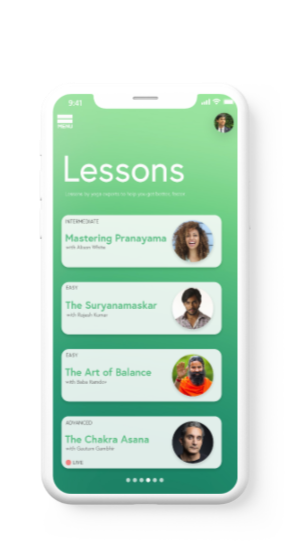 9:41
MENU
Lessons
INTERMEDIATE
Mastering Pranayama
with Alison White
EASY
The Suryanamaskar
with Rajesh Kumar
EASY
The Art of Balance
with Baba Ramdev
ADVANCED
The Chakra Asana
with Gautam Gambhir
LIVE